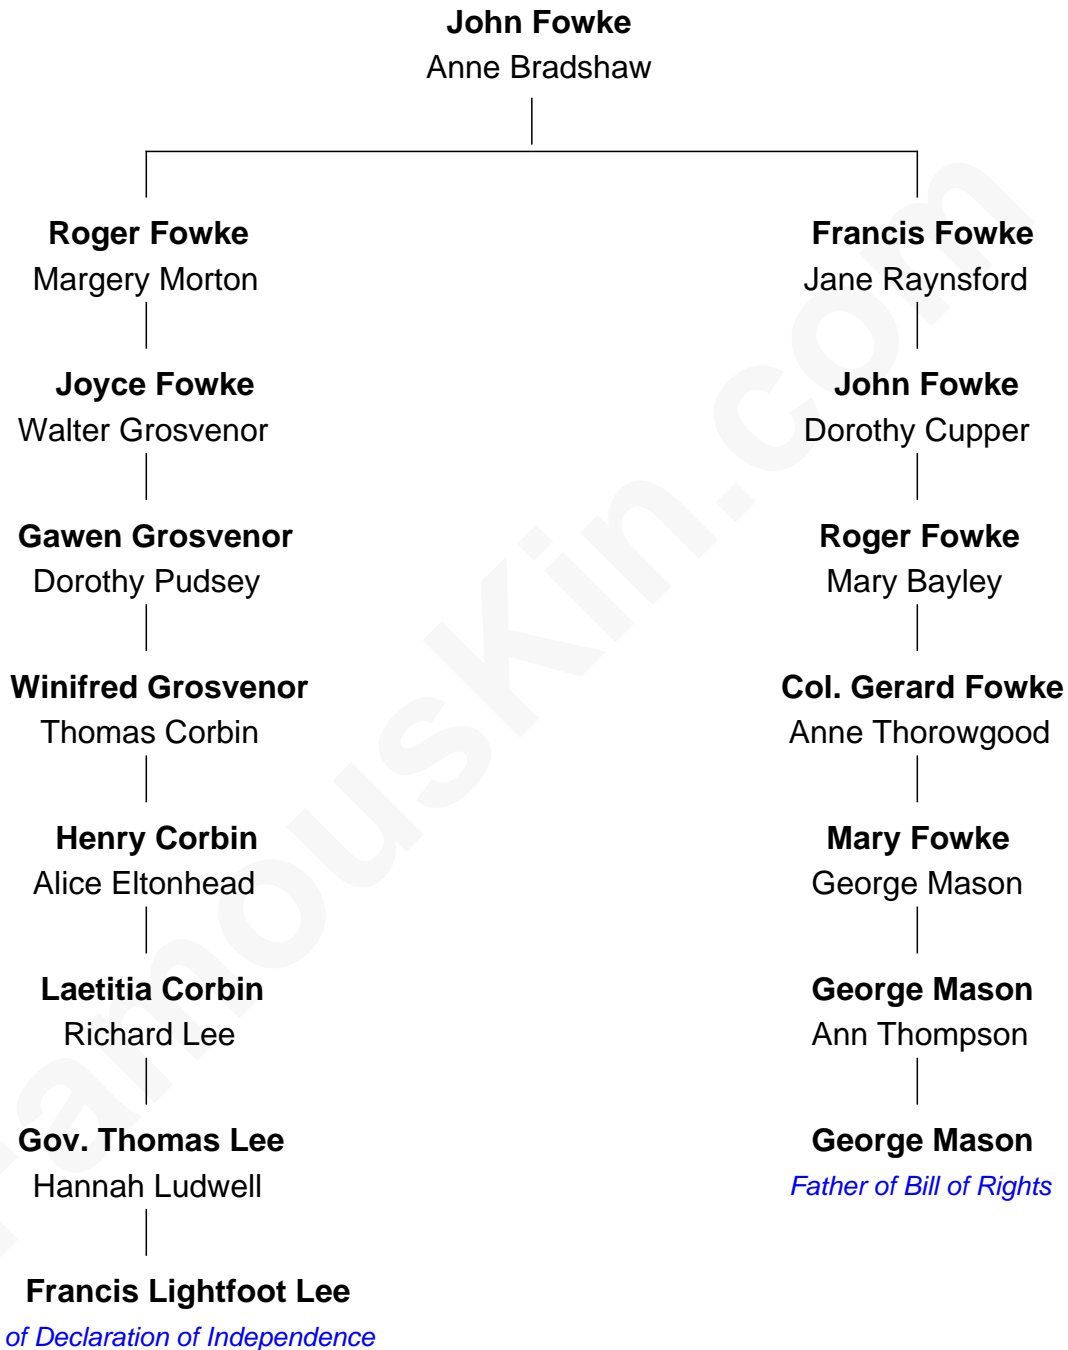 John Fowke
Anne Bradshaw
Roger Fowke
Margery Morton
Francis Fowke
Jane Raynsford
Joyce Fowke
Walter Grosvenor
John Fowke
Dorothy Cupper
Gawen Grosvenor
Dorothy Pudsey
Roger Fowke
Mary Bayley
Winifred Grosvenor
Thomas Corbin
Col. Gerard Fowke
Anne Thorowgood
Henry Corbin
Alice Eltonhead
Mary Fowke
George Mason
Laetitia Corbin
Richard Lee
George Mason
Ann Thompson
Gov. Thomas Lee
Hannah Ludwell
George Mason
Father of Bill of Rights
Francis Lightfoot Lee
of Declaration of Independence
FamousKin.com